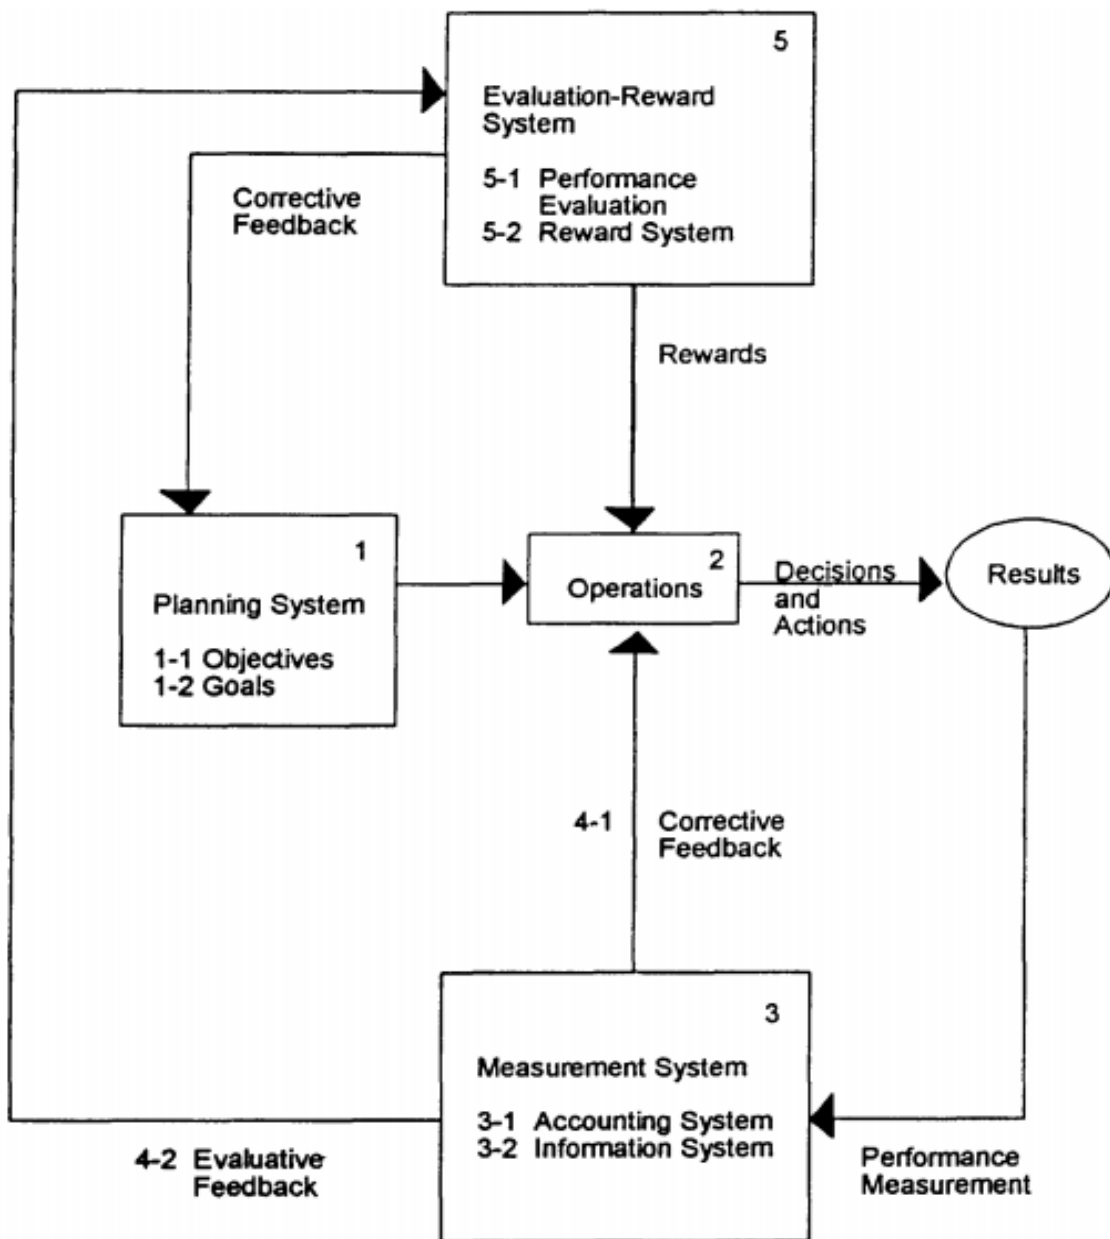 5
Evaluation-Reward
System
5-1 Performance
Evaluation
5-2 Reward System
Corrective
Feedback
Rewards
1
Planning System
1-1 Objectives
1-2 Goals
2
Operations
Decisions
and
Actions
Results
4-1 Corrective
Feedback
3
Measurement System
3-1 Accounting System
3-2 Information System
4-2 Evaluative
Feedback
Performance
Measurement